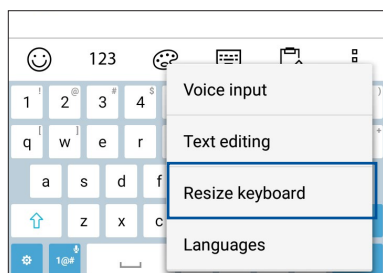 123
Voice input
1 ! 2 @ 3 # 4 $ )
Text editing
q [ w ] e r +
Resize keyboard
a s d f
z x c
Languages
1@#